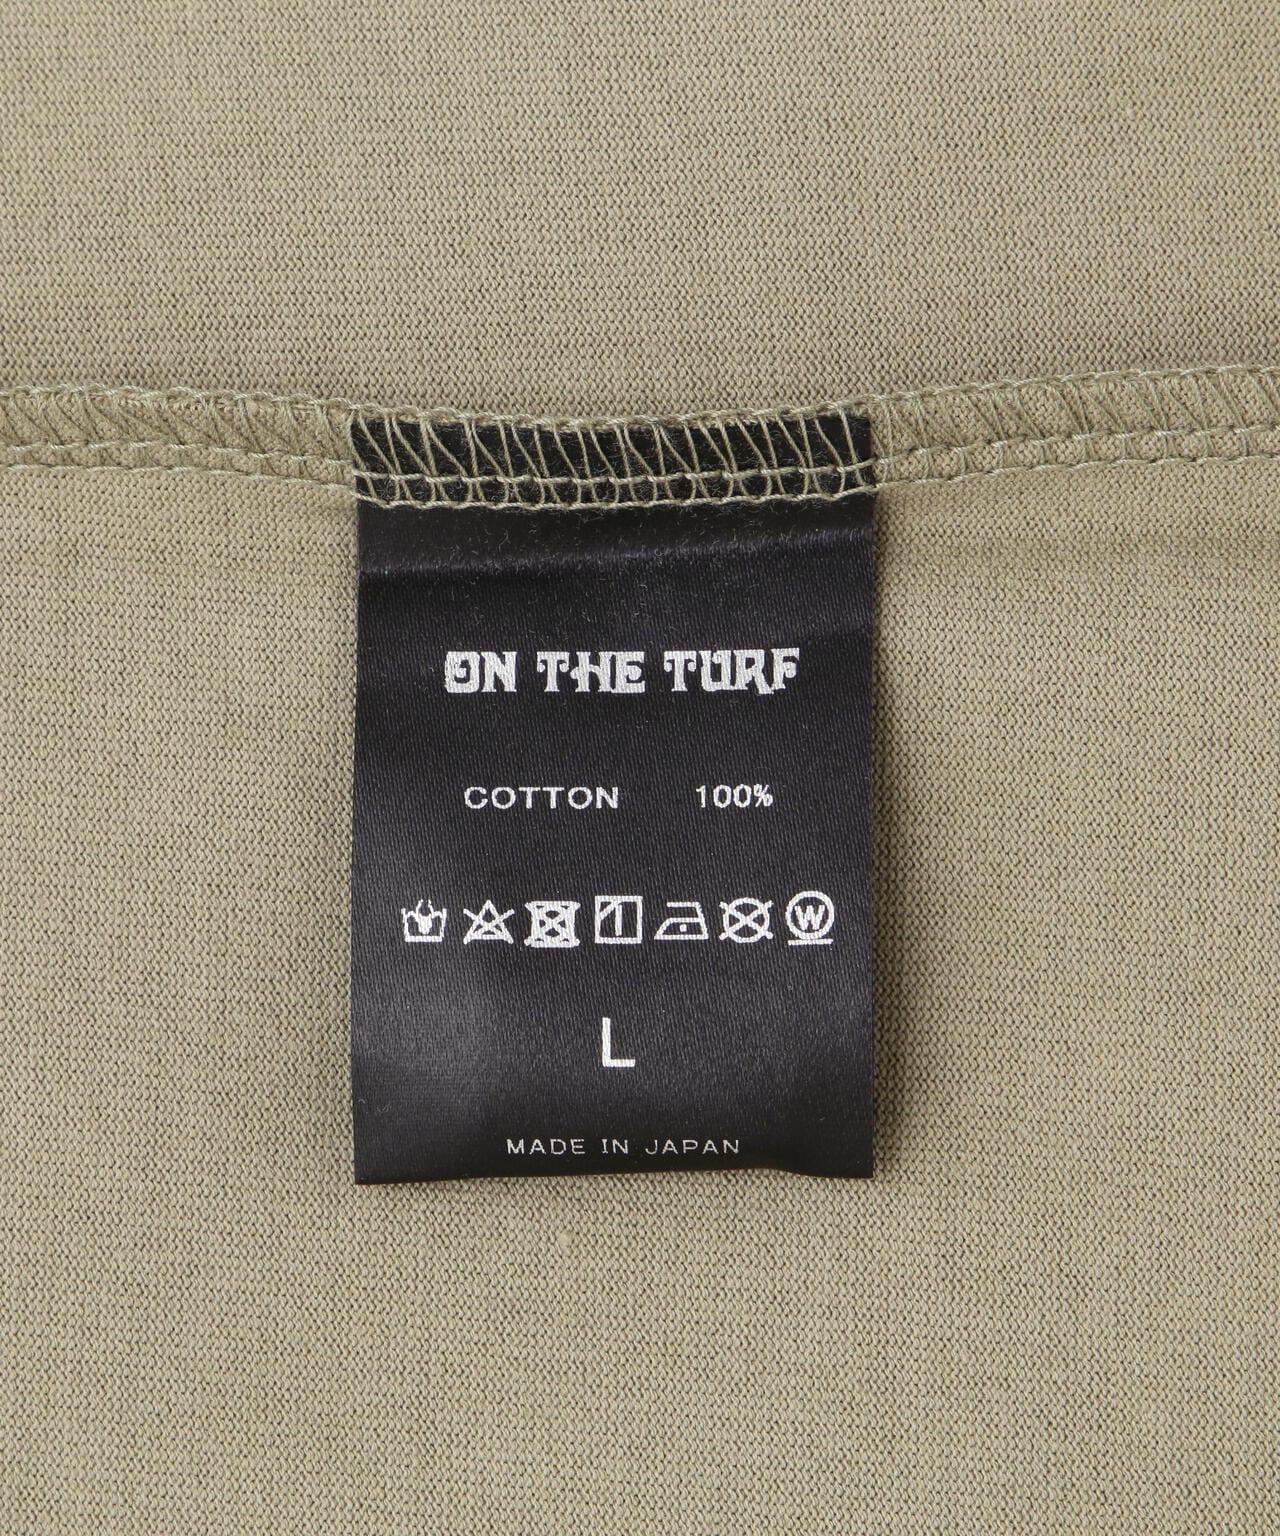 ON THE TURF
COTTON 100%
W
L
MADE IN JAPAN